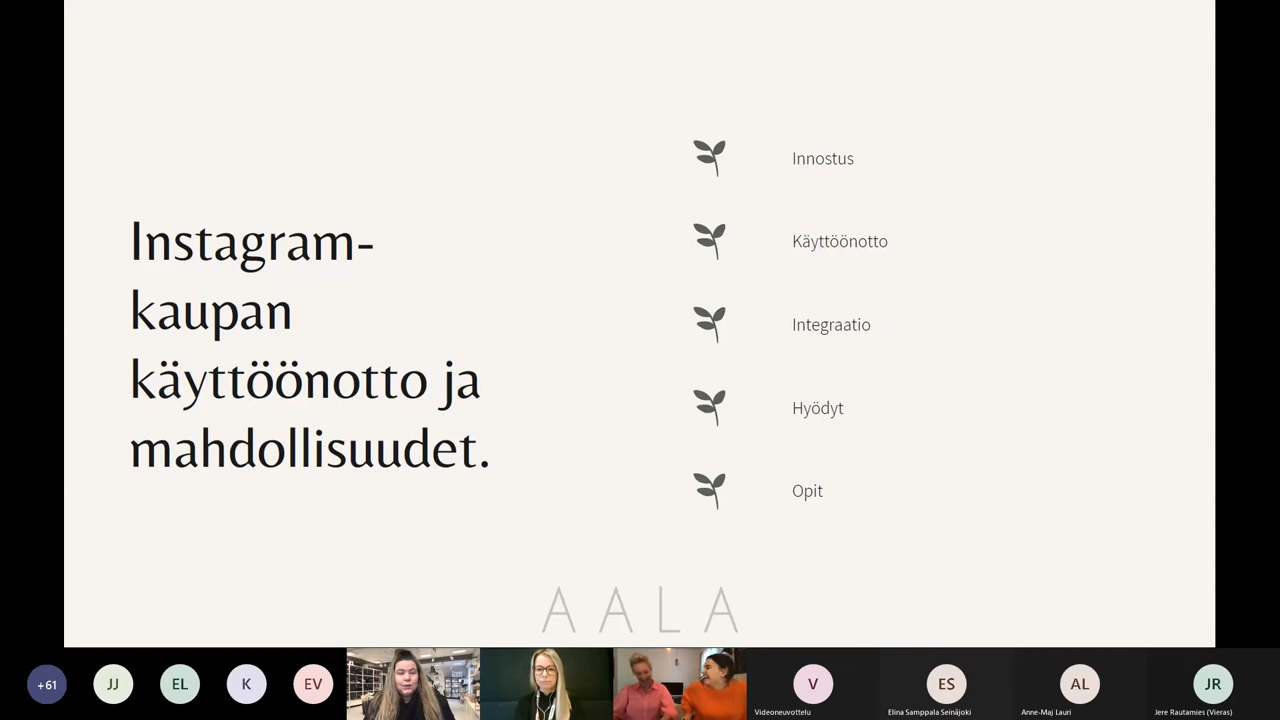 Instagram-
kaupan
käyttöönotto ja
mahdollisuudet.
Innostus
Käyttöönotto
Integraatio
Hyödyt
Opit
AALA
+61
JJ
EL
K
EV
V
Videoneuvottelu
ES
Elina Samppala Seinäjoki
AL
Anne-Maj Lauri
JR
Jere Rautamies (Vieras)